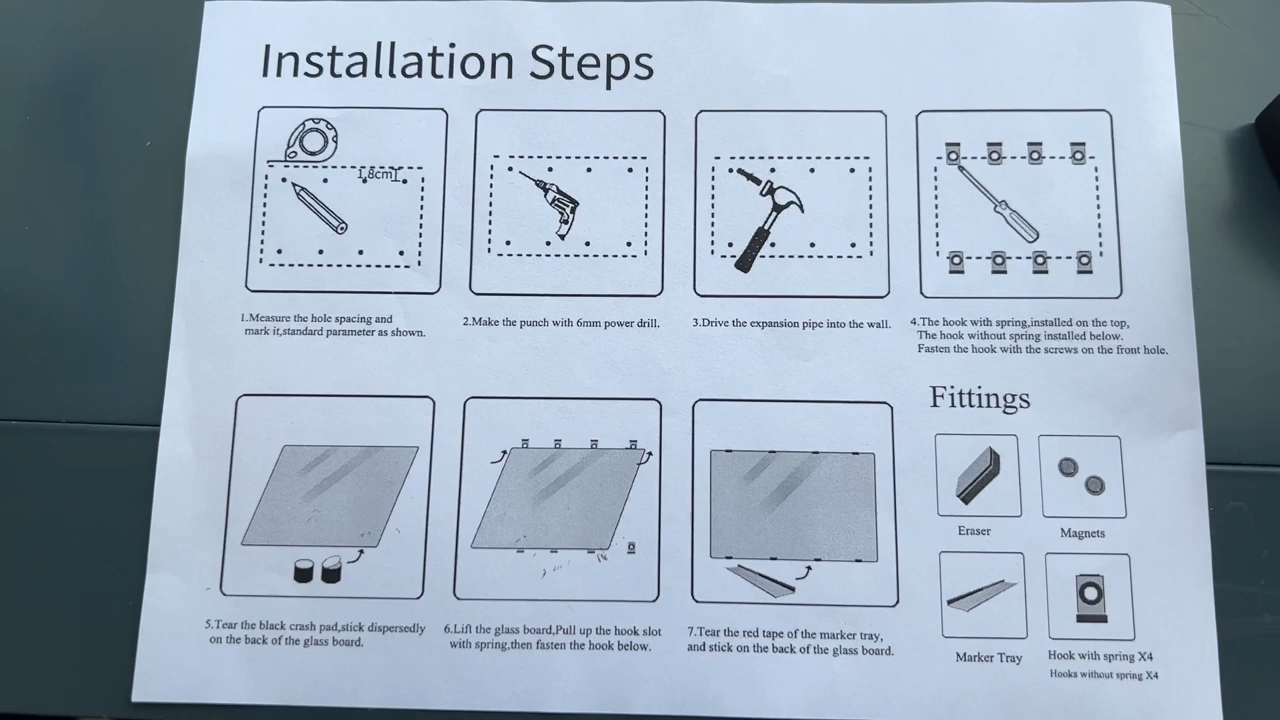 Installation Steps
1.8cm
1.Measure the hole spacing and
mark it,standard parameter as shown.
2.Make the punch with 6mm power drill.
3.Drive the expansion pipe into the wall.
4.The hook with spring,installed on the top,
The hook without spring installed below.
Fasten the hook with the screws on the front hole.
5.Tear the black crash pad,stick dispersedly
on the back of the glass board.
6.Lift the glass board,Pull up the hook slot
with spring,then fasten the hook below.
7.Tear the red tape of the marker tray,
and stick on the back of the glass board.
Fittings
Eraser
Magnets
Marker Tray
Hook with spring X4
Hooks without spring X4